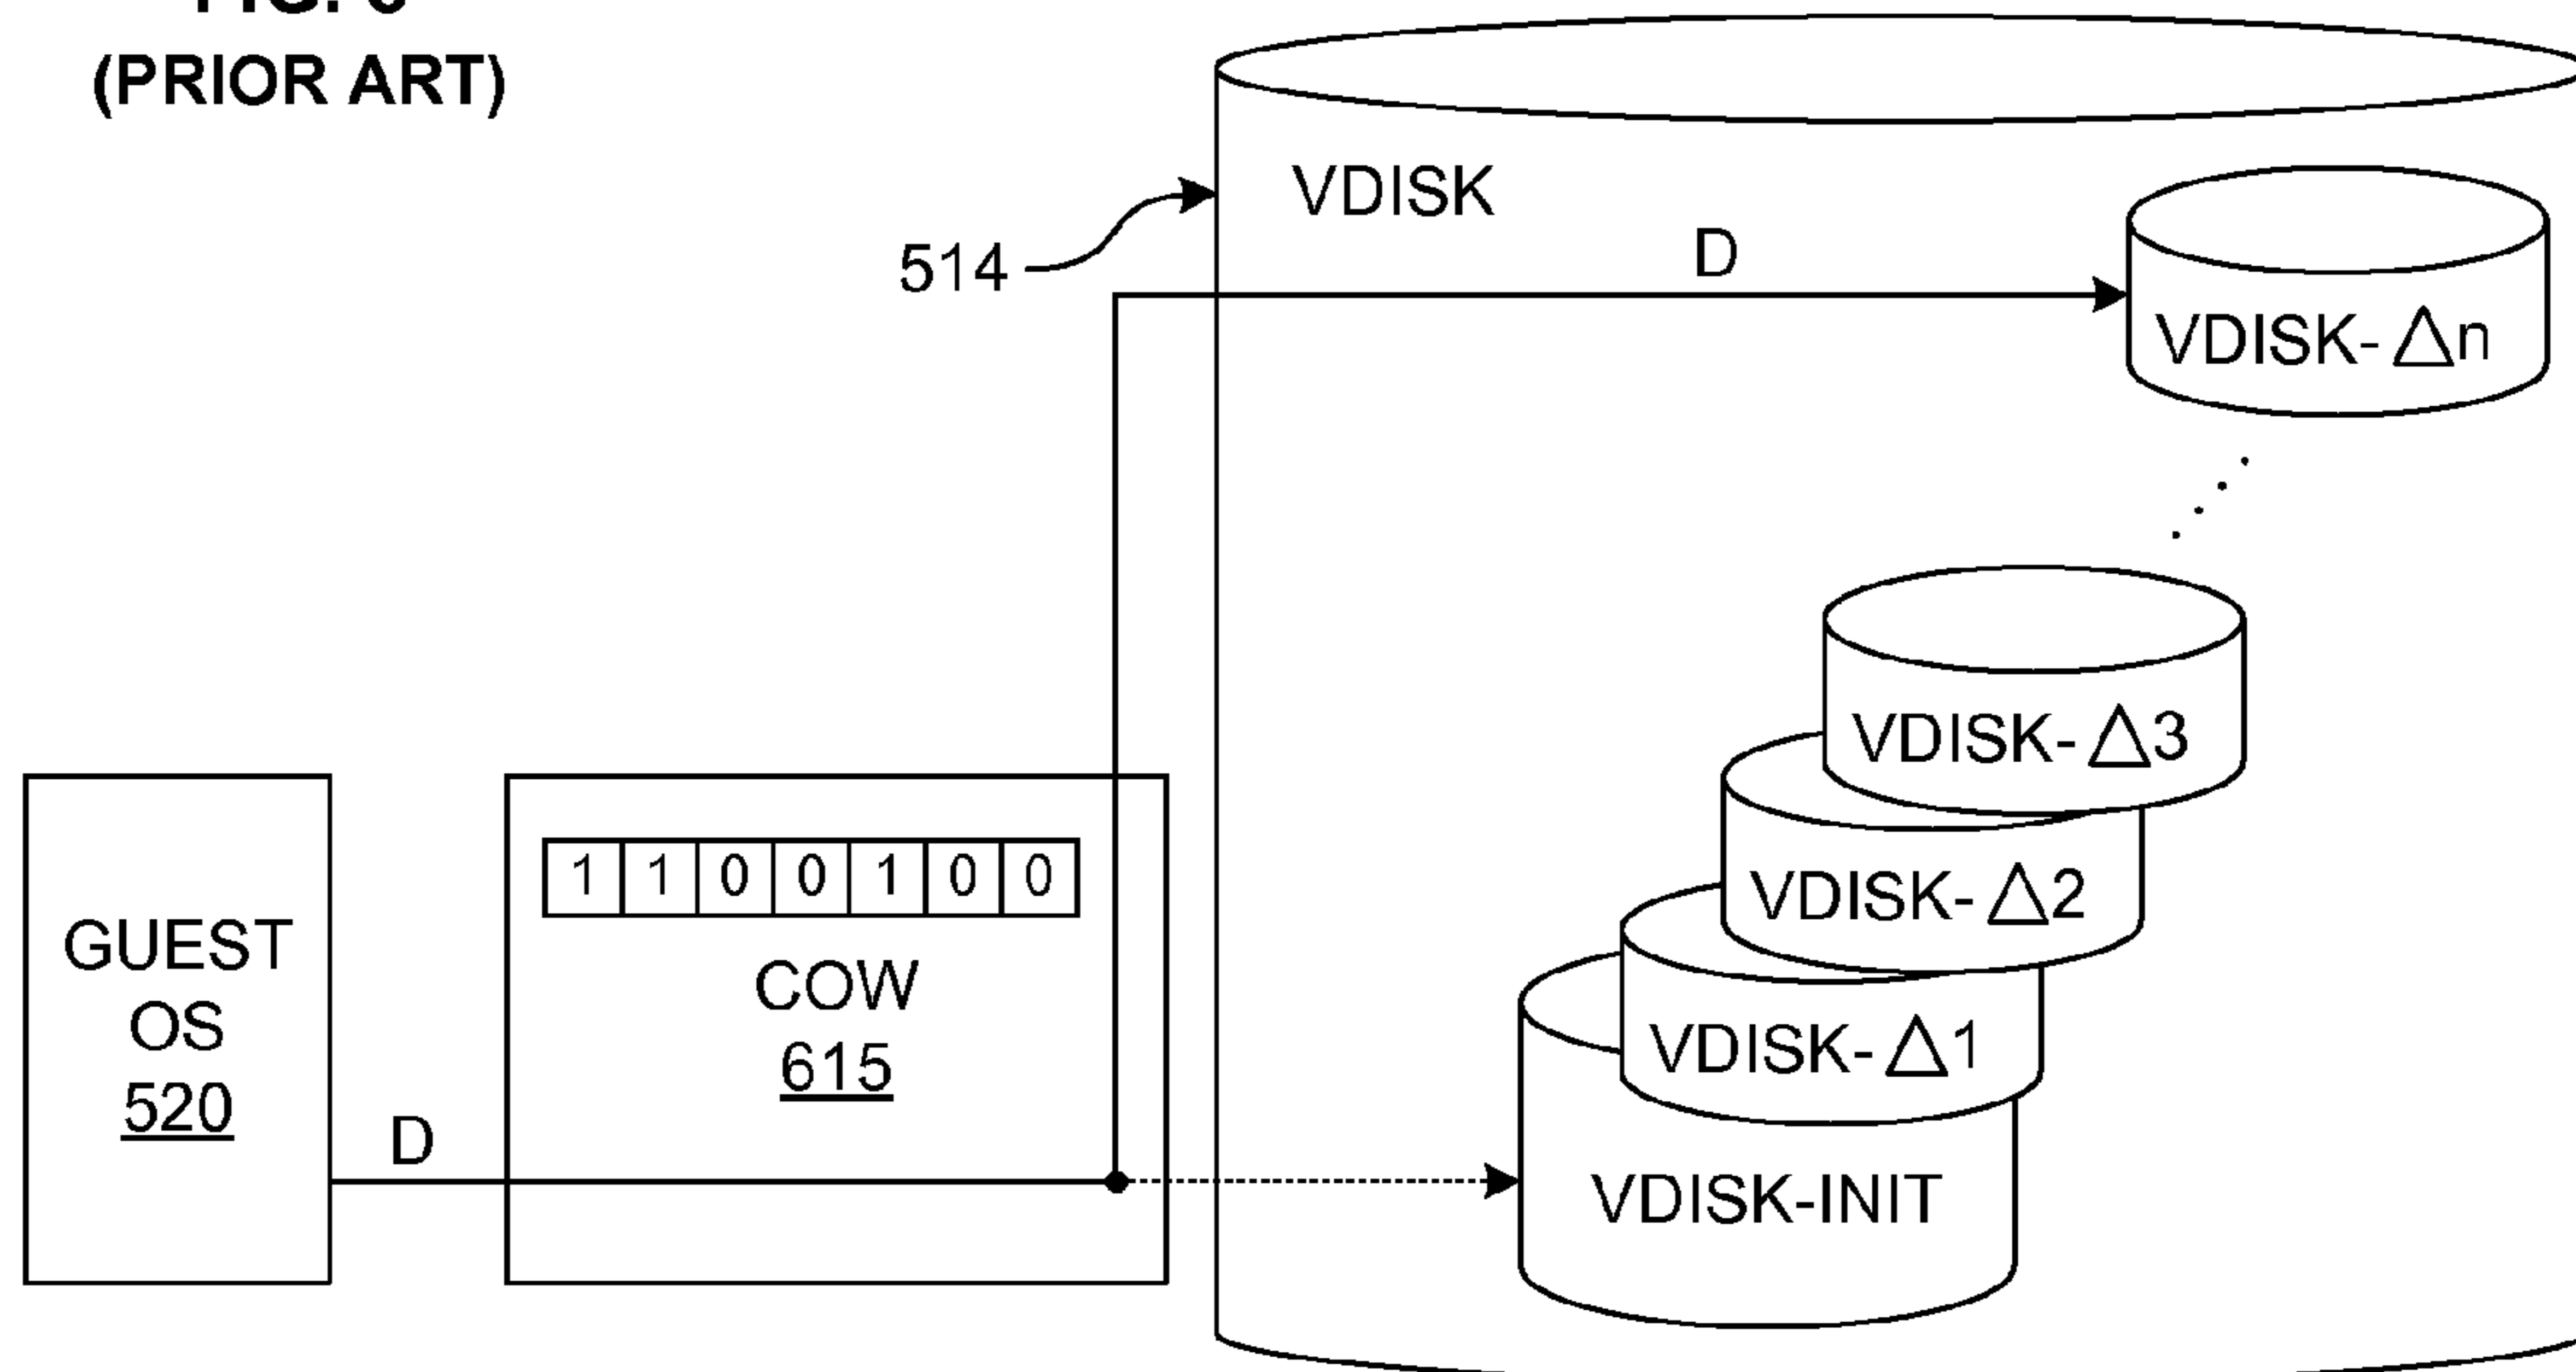 (PRIOR ART)
VDISK
514
D
VDISK-△n
VDISK-△3
VDISK-△2
VDISK-△1
VDISK-INIT
1 1 0 0 1 0 0
COW
615
GUEST
OS
520
D